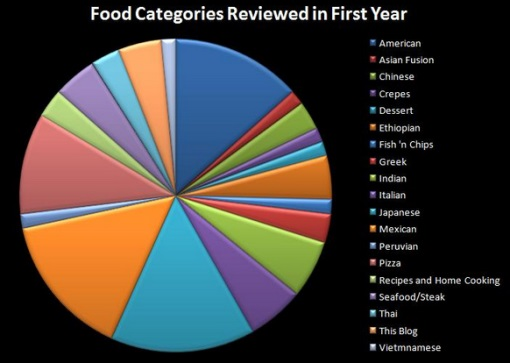 Food Categories Reviewed in First Year
American
Asian Fusion
Chinese
Crepes
Dessert
Ethiopian
Fish 'n Chips
Greek
Indian
Italian
Japanese
Mexican
Peruvian
Pizza
Recipes and Home Cooking
Seafood/Steak
Thai
This Blog
Vietmnamese